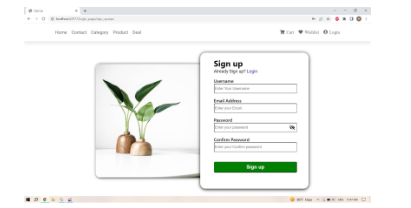 Home Contact Category Product Deal
Cart Wishlist Login
Sign up
Already Sign up? Login
Username
Enter Your Username
Email Address
Enter your Email
Password
Enter your password
Confirm Password
Enter your Confirm password
Sign up